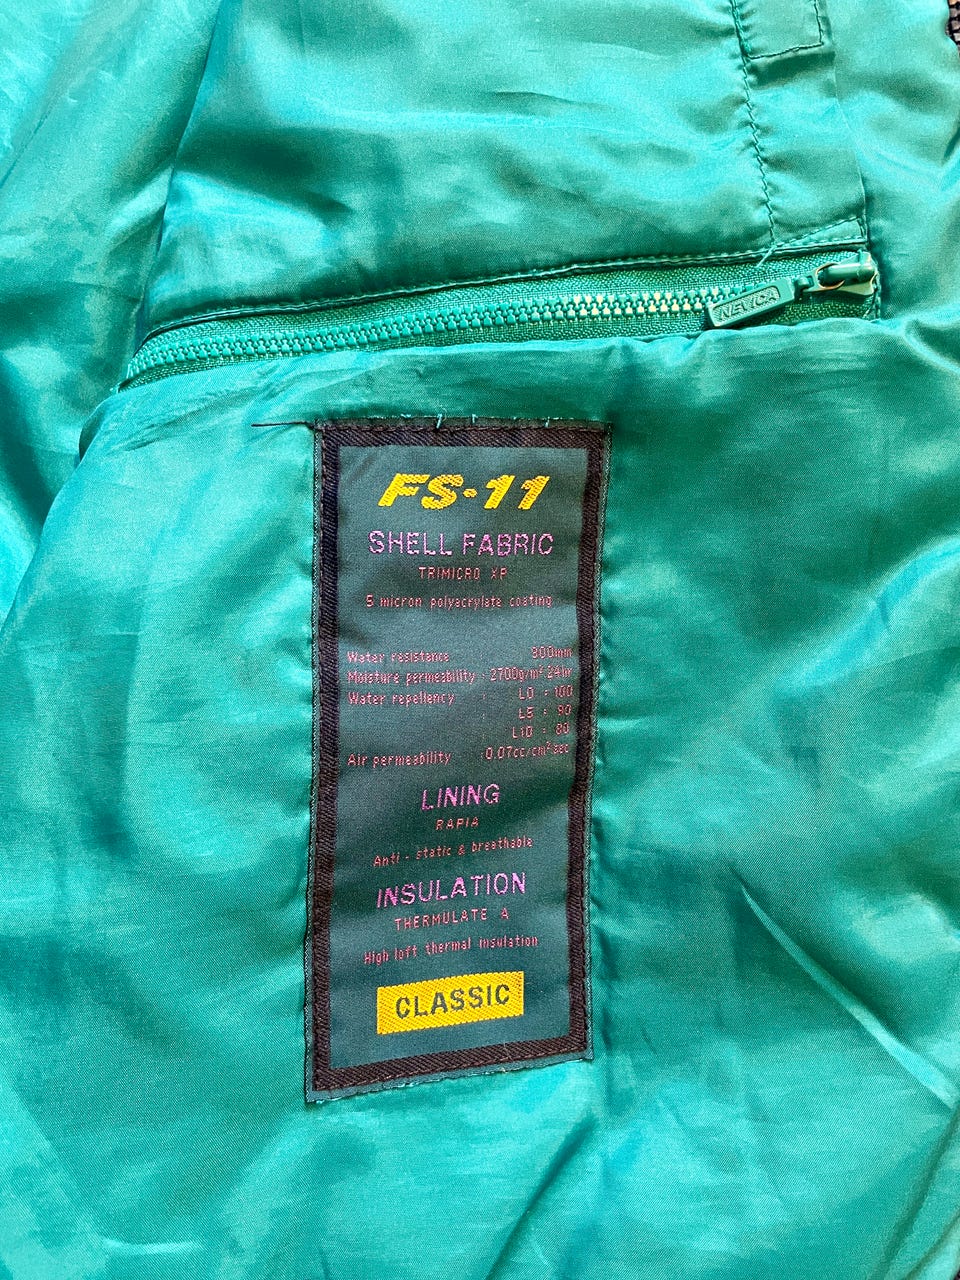 NEVICA
FS-11
SHELL FABRIC
TRIMICRO XP
5 micron polyacrylate coating
Water resistance 300mm
Moisture permeability : 2700g/m².24hr
Water repellency : L0 : 100
: L5 : 90
L10 : 80
Air permeability : 0.07cc/cm²sec
LINING
RAPIA
Anti - static & breathable
INSULATION
THERMULATE A
High loft thermal insulation
CLASSIC